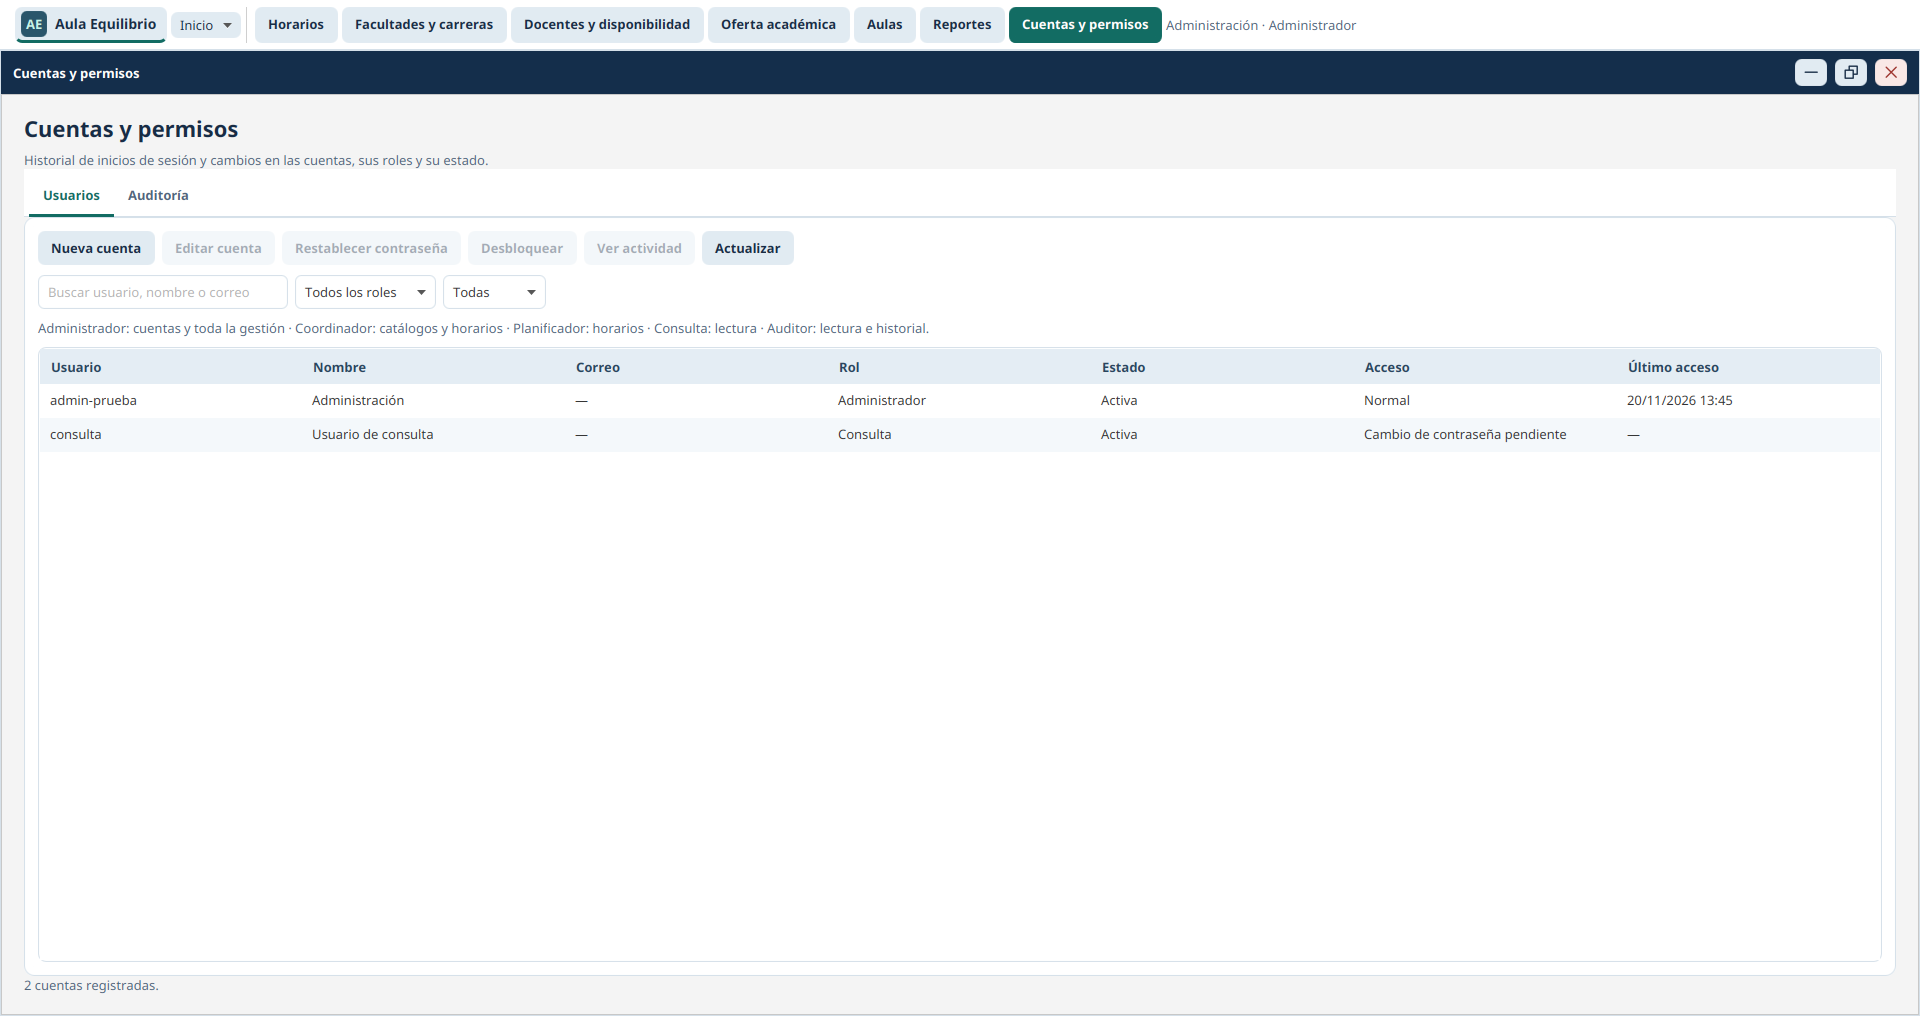 AE Aula Equilibrio Inicio Horarios Facultades y carreras Docentes y disponibilidad Oferta académica Aulas Reportes Cuentas y permisos Administración · Administrador
Cuentas y permisos
Cuentas y permisos
Historial de inicios de sesión y cambios en las cuentas, sus roles y su estado.
Usuarios Auditoría
Nueva cuenta Editar cuenta Restablecer contraseña Desbloquear Ver actividad Actualizar
Buscar usuario, nombre o correo Todos los roles Todas
Administrador: cuentas y toda la gestión · Coordinador: catálogos y horarios · Planificador: horarios · Consulta: lectura · Auditor: lectura e historial.
Usuario Nombre Correo Rol Estado Acceso Último acceso
admin-prueba Administración — Administrador Activa Normal 20/11/2026 13:45
consulta Usuario de consulta — Consulta Activa Cambio de contraseña pendiente —
2 cuentas registradas.